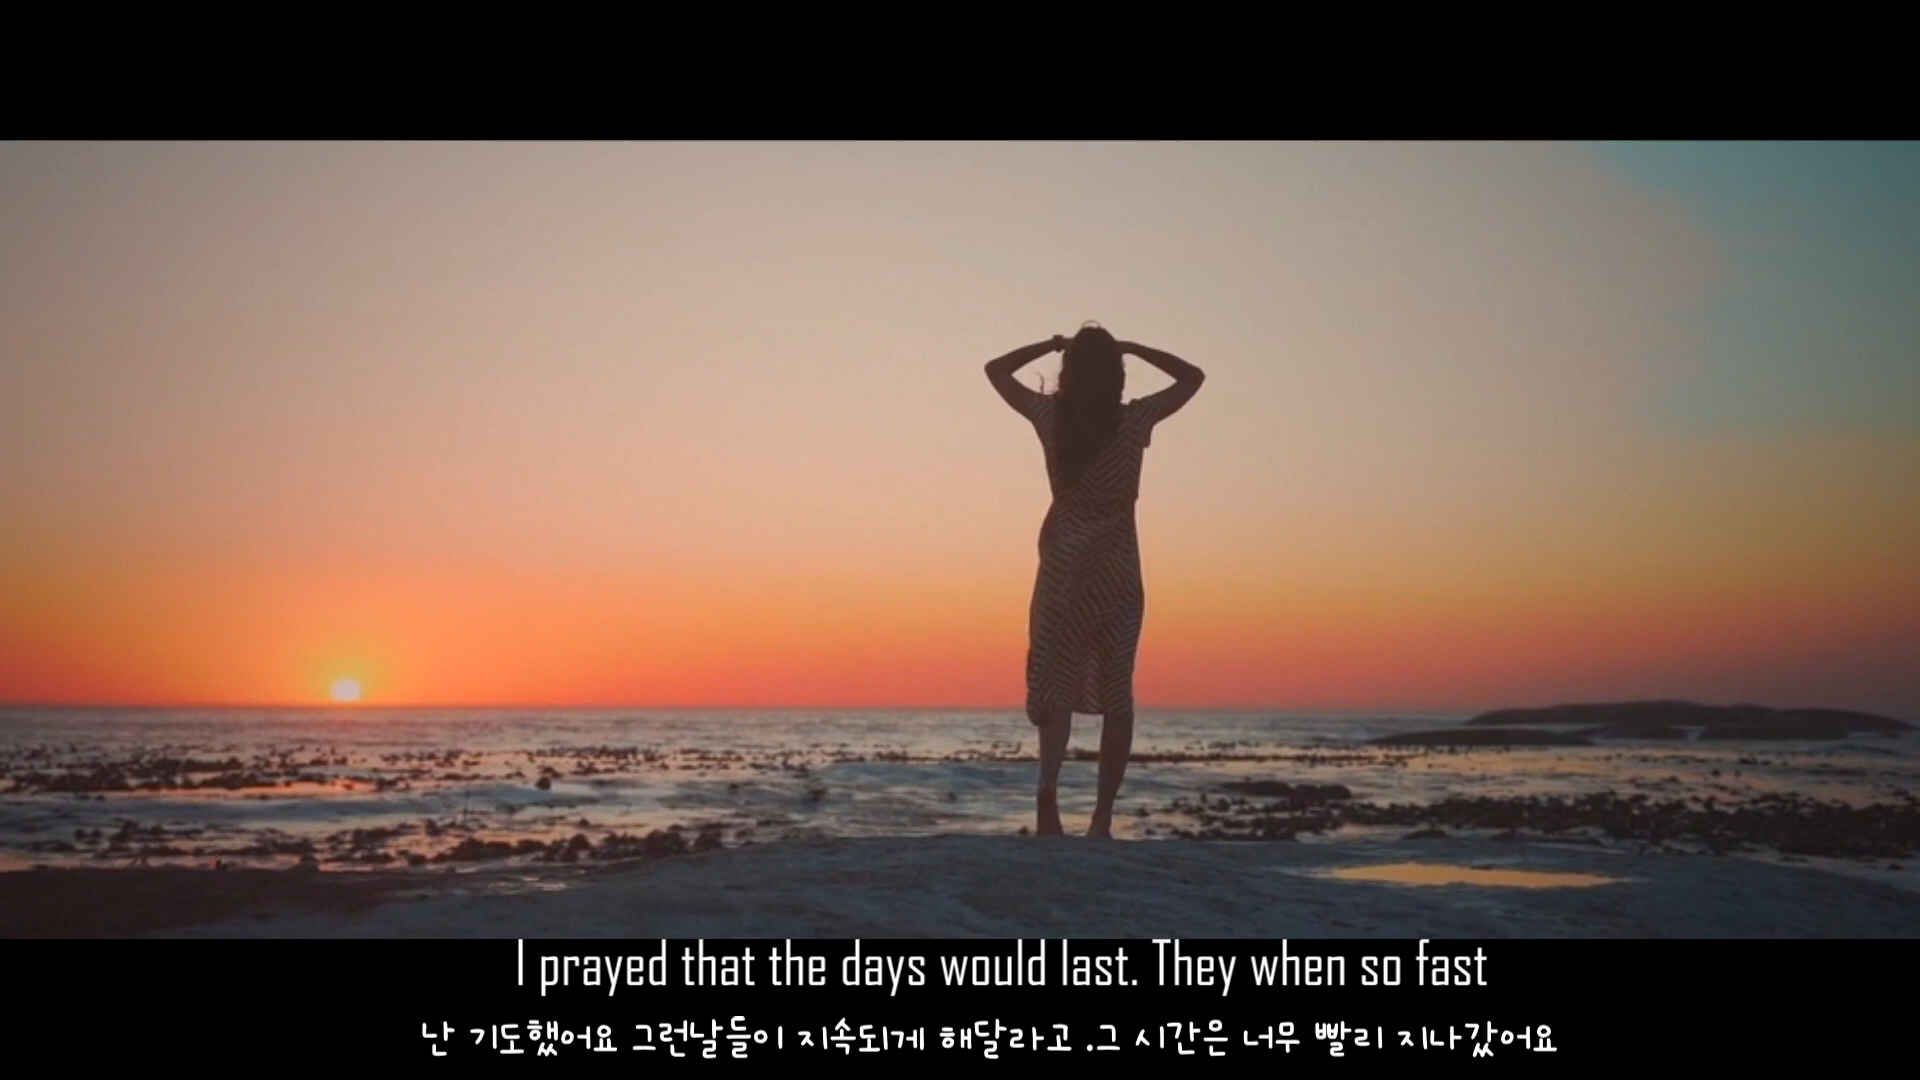 I prayed that the days would last. They when so fast
난 기도했어요 그런날들이 지속되게 해달라고 .그 시간은 너무 빨리 지나갔어요